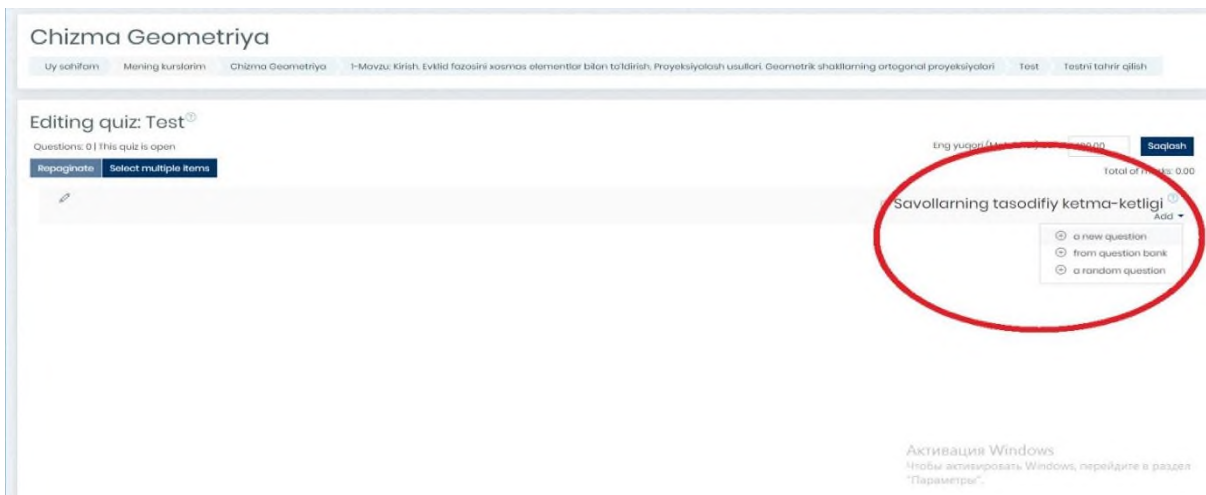 Chizma Geometriya
Uy sahifam Mening kurslarim Chizma Geometriya 1-Mavzu: Kirish. Evklid fazosini xosmas elementlar bilan to'ldirish. Proyeksiyalash usullari. Geometrik shakllarning ortogonal proyeksiyalari Test Testni tahrir qilish
Editing quiz: Test
Questions: 0 | This quiz is open
Eng yuqori Saqlash
Repaginate Select multiple items
Total of marks: 0.00
Savollarning tasodifiy ketma-ketligi
Add
a new question
from question bank
a random question
Активация Windows
Чтобы активировать Windows, перейдите в раздел
"Параметры".